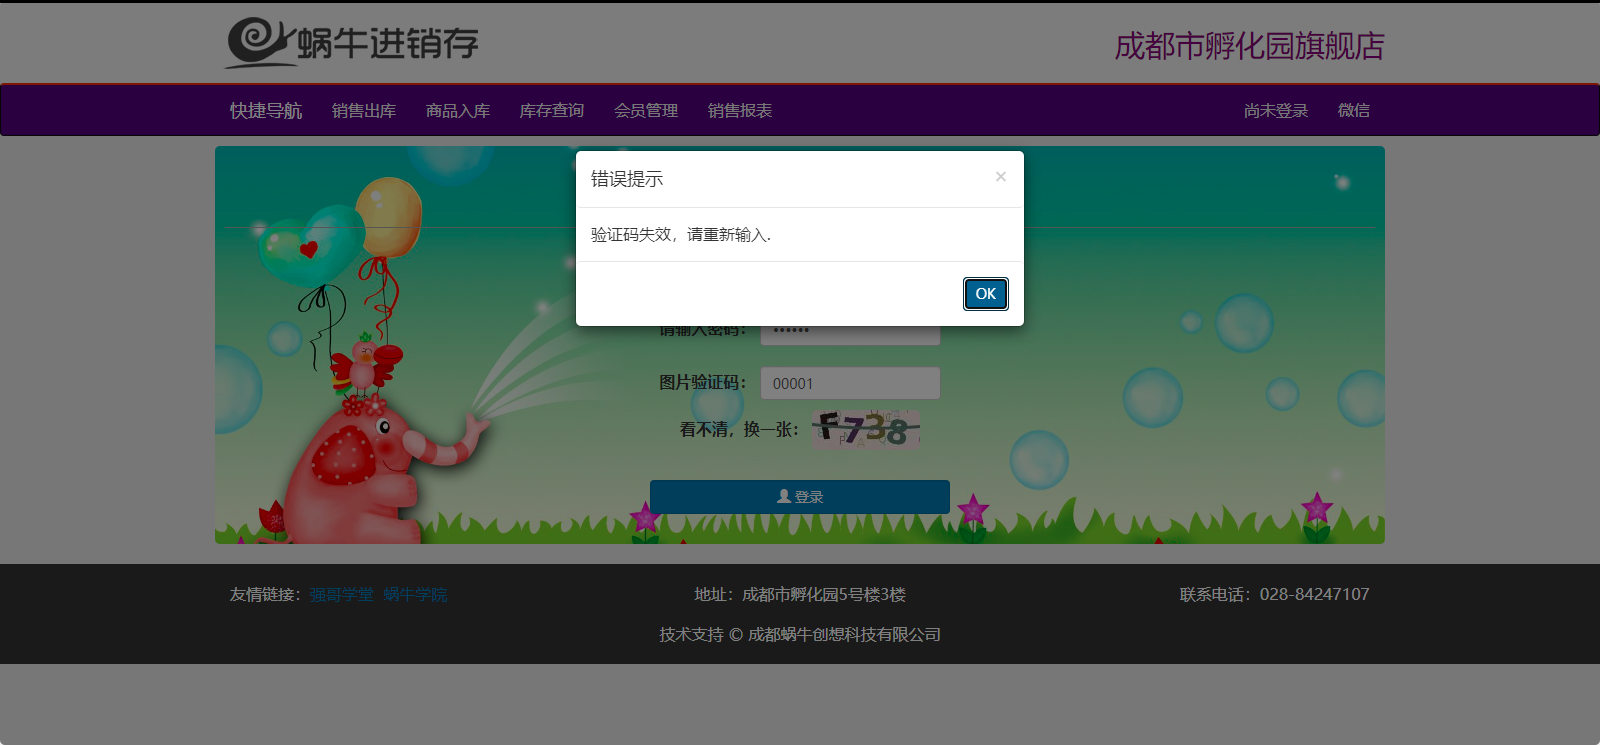 蜗牛进销存
成都市孵化园旗舰店
快捷导航 销售出库 商品入库 库存查询 会员管理 销售报表 尚未登录 微信
错误提示 ×
验证码失效，请重新输入.
OK
请输入密码： ••••••
图片验证码： 00001
看不清，换一张： F738
登录
友情链接：强哥学堂 蜗牛学院 地址：成都市孵化园5号楼3楼 联系电话：028-84247107
技术支持 © 成都蜗牛创想科技有限公司